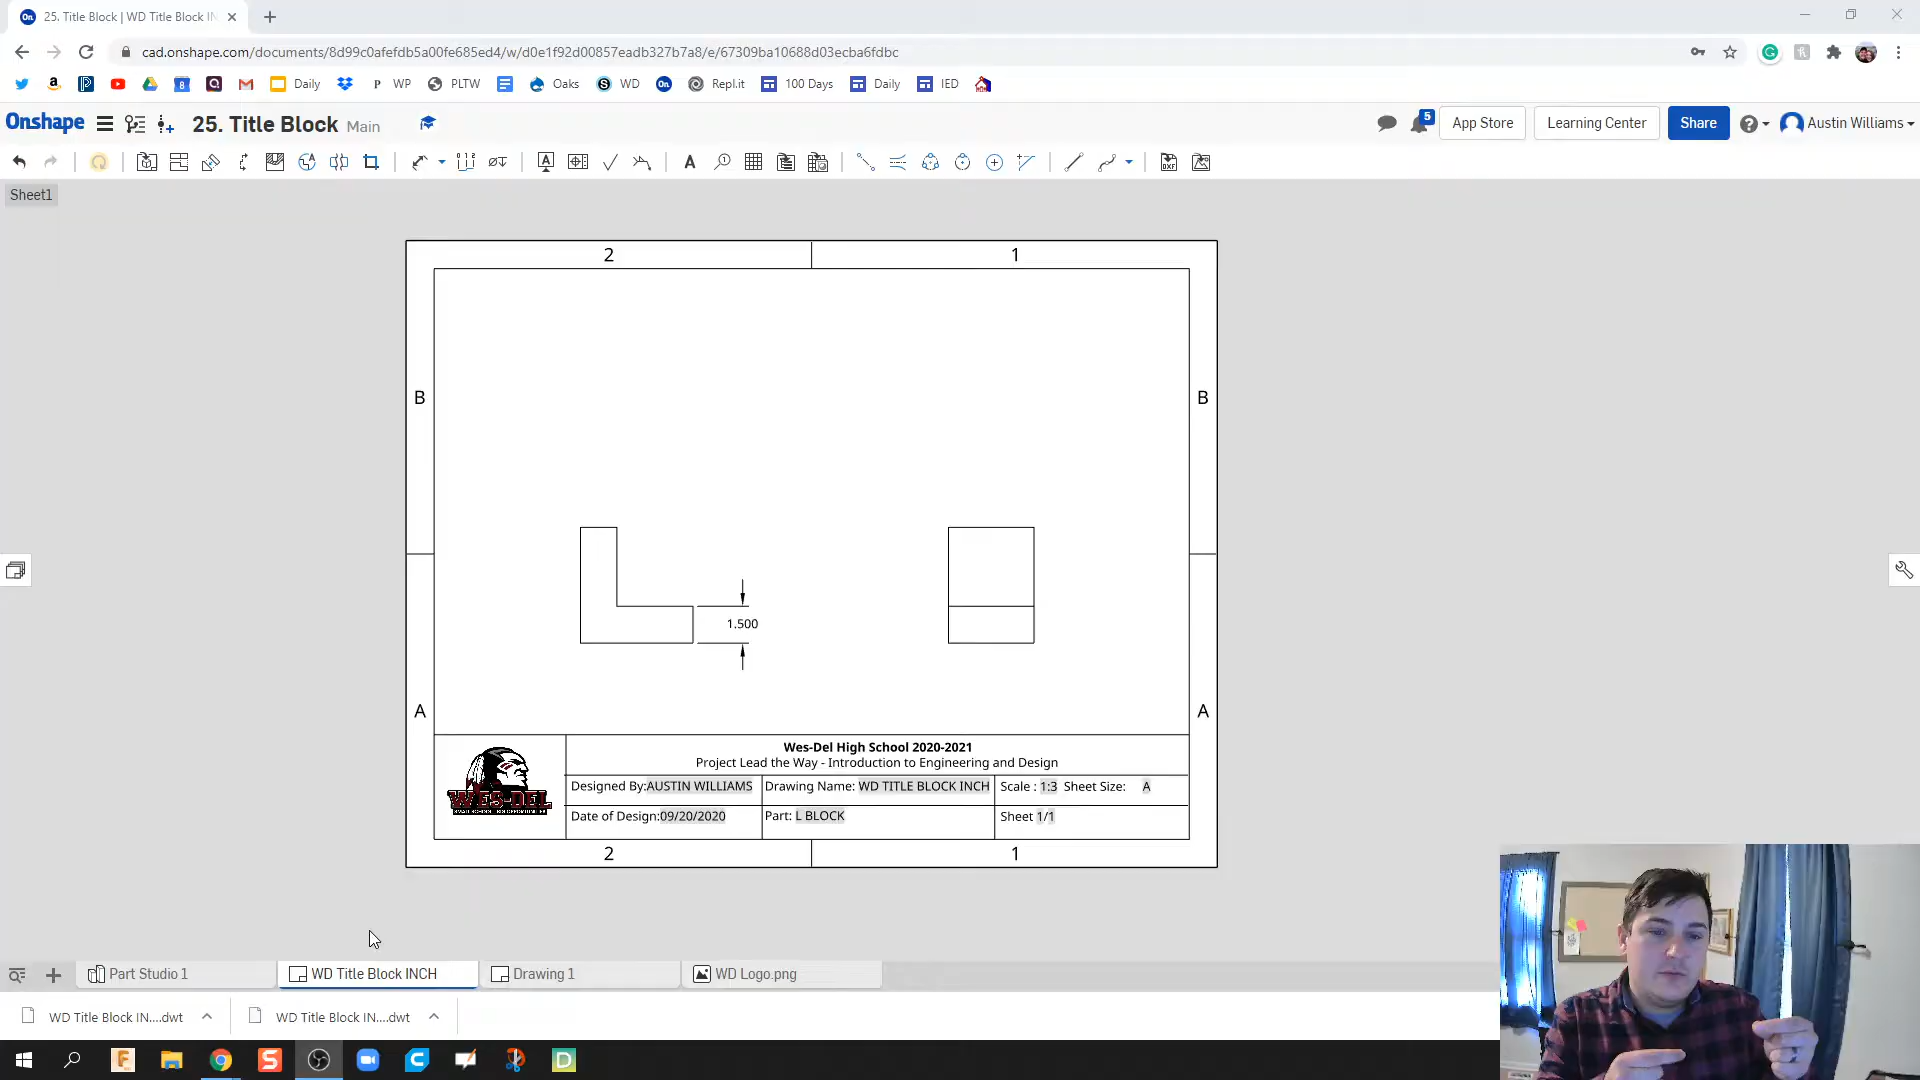 25. Title Block | WD Title Block IN
cad.onshape.com/documents/8d99c0afefdb5a00fe685ed4/w/d0e1f92d00857eadb327b7a8/e/67309ba10688d03ecba6fdbc
Daily
WP
PLTW
Oaks
WD
Repl.it
100 Days
Daily
IED
Onshape
25. Title Block Main
5
App Store
Learning Center
Share
Austin Williams
Sheet1
2 1
B B
1.500
A A
Wes-Del High School 2020-2021
Project Lead the Way - Introduction to Engineering and Design
WES-DEL
Designed By:AUSTIN WILLIAMS
Drawing Name: WD TITLE BLOCK INCH
Scale : 1:3 Sheet Size: A
Date of Design:09/20/2020
Part: L BLOCK
Sheet 1/1
2 1
Part Studio 1
WD Title Block INCH
Drawing 1
WD Logo.png
WD Title Block IN....dwt
WD Title Block IN....dwt